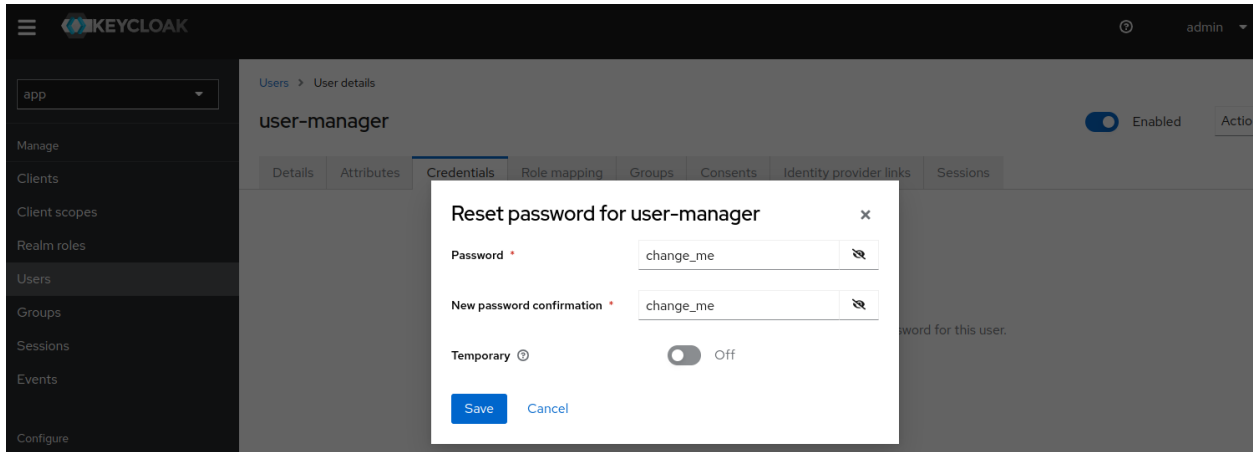 KEYCLOAK
admin
app
Users > User details
user-manager
Enabled
Actio
Manage
Clients
Client scopes
Realm roles
Users
Groups
Sessions
Events
Configure
Details Attributes Credentials Role mapping Groups Consents Identity provider links Sessions
Reset password for user-manager
Password *
change_me
New password confirmation *
change_me
Temporary
Off
Save Cancel
sword for this user.